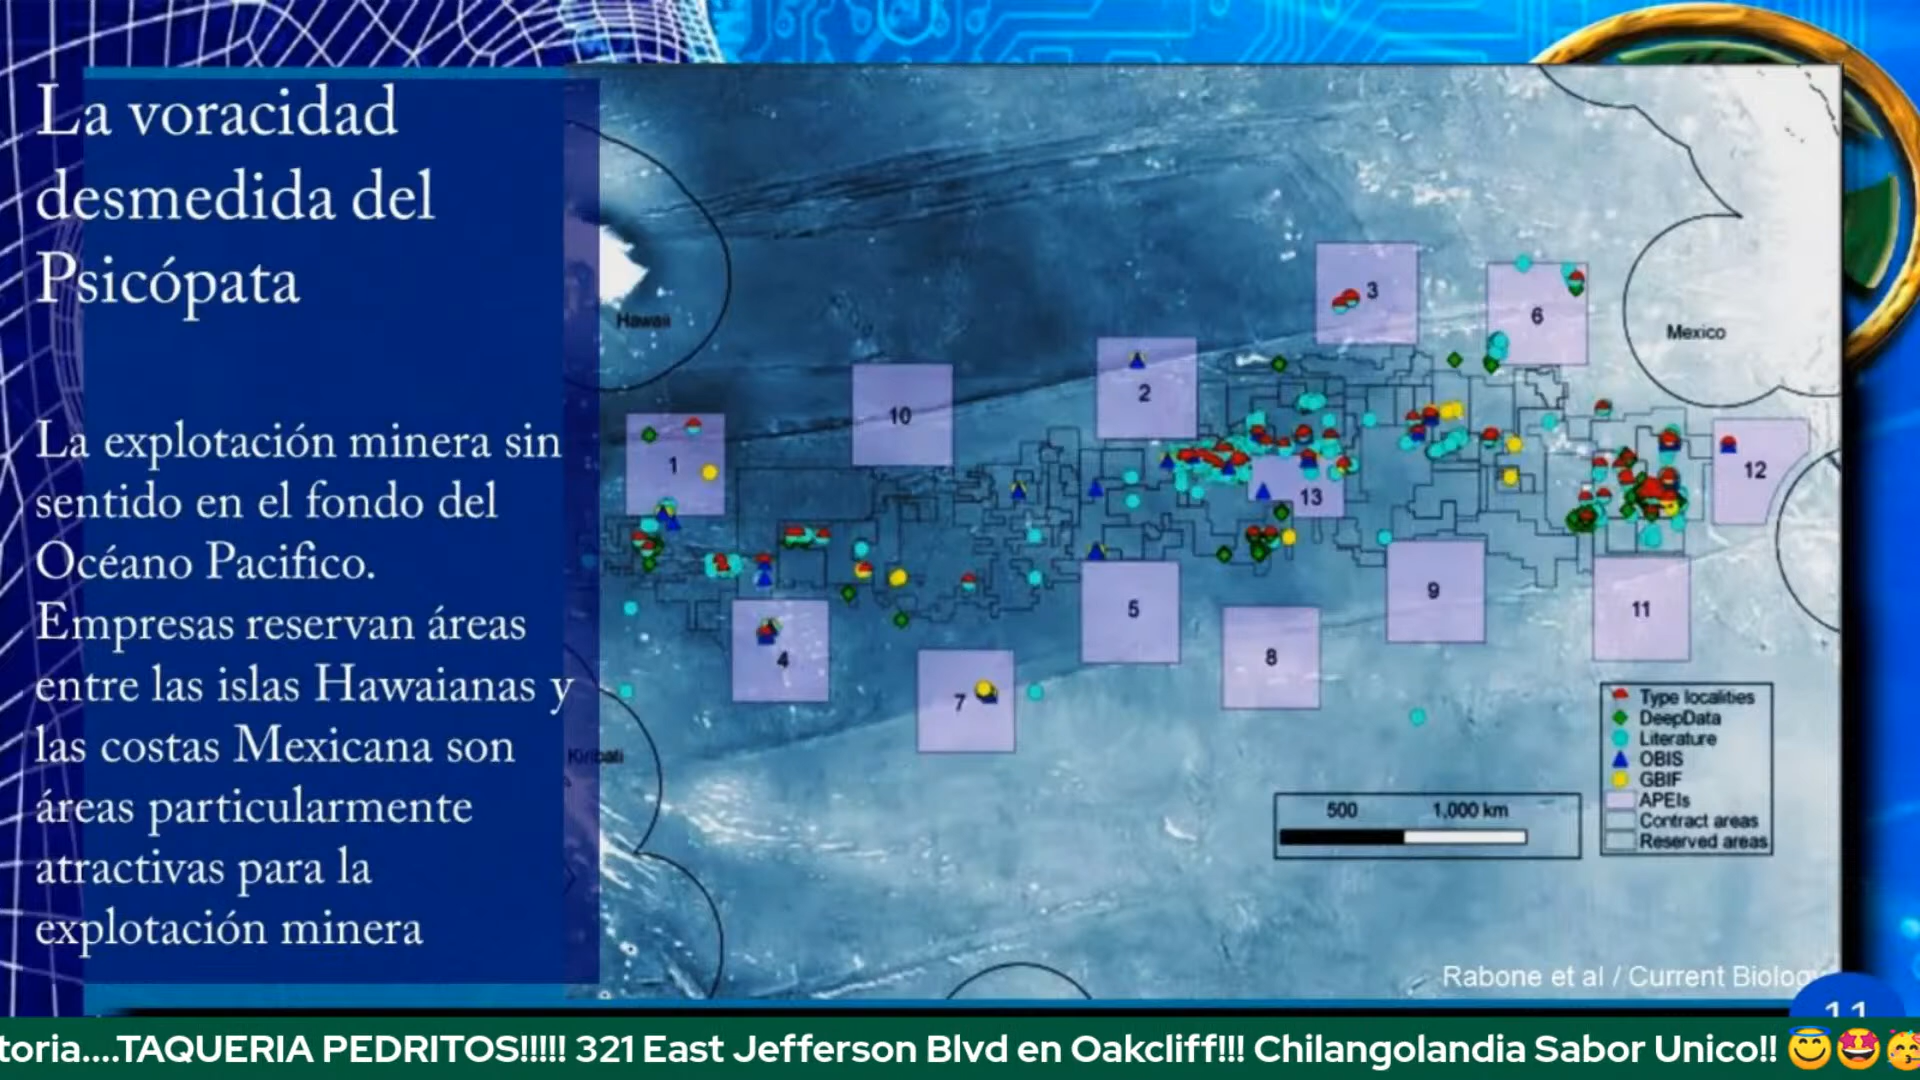 La voracidad
desmedida del
Psicópata
La explotación minera sin
sentido en el fondo del
Océano Pacifico.
Empresas reservan áreas
entre las islas Hawaianas y
las costas Mexicana son
áreas particularmente
atractivas para la
explotación minera
Hawaii
Mexico
Kiribati
3
6
2
10
1
12
13
9
5
11
8
4
7
Type localities
DeepData
Literature
OBIS
GBIF
APEIs
Contract areas
Reserved areas
500 1,000 km
Rabone et al / Current Biology
11
toria....TAQUERIA PEDRITOS!!!!! 321 East Jefferson Blvd en Oakcliff!!! Chilangolandia Sabor Unico!! 😇🤩🥳